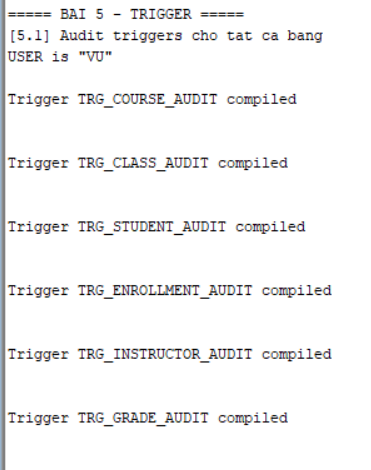 ===== BAI 5 - TRIGGER =====
[5.1] Audit triggers cho tat ca bang
USER is "VU"
Trigger TRG_COURSE_AUDIT compiled
Trigger TRG_CLASS_AUDIT compiled
Trigger TRG_STUDENT_AUDIT compiled
Trigger TRG_ENROLLMENT_AUDIT compiled
Trigger TRG_INSTRUCTOR_AUDIT compiled
Trigger TRG_GRADE_AUDIT compiled